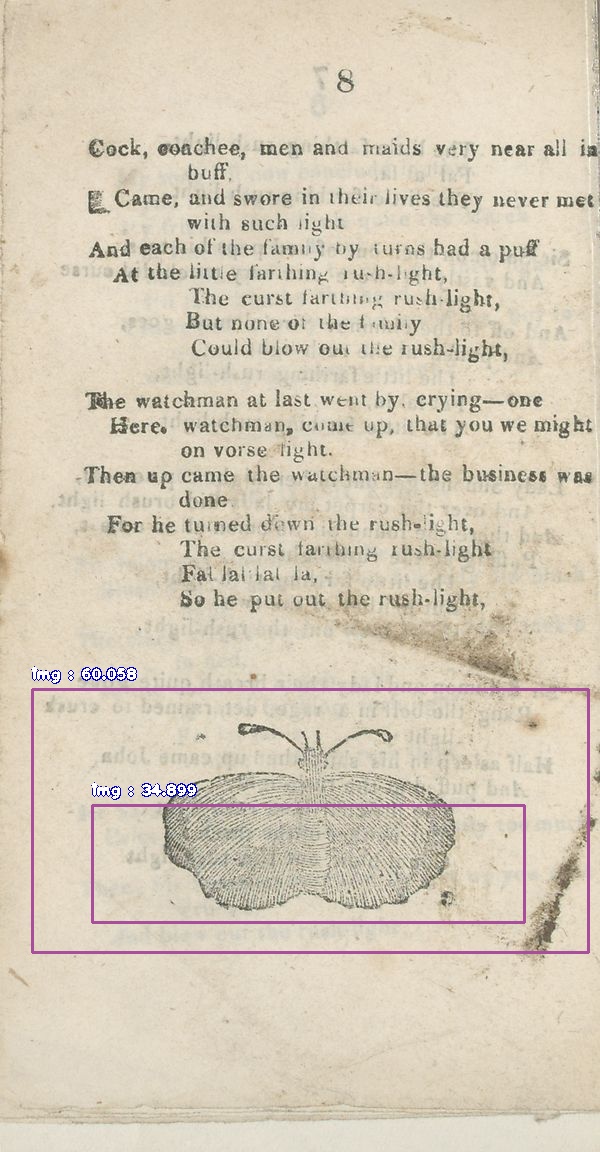 8
Cock, coachee, men and maids very near all in
buff,
Came, and swore in their lives they never met
with such light
And each of the family by turns had a puff
At the little farthing rush-light,
The curst farthing rush-light,
But none of the family
Could blow out the rush-light,
The watchman at last went by, crying—one
Here, watchman, come up, that you we might
on vorse light.
Then up came the watchman—the business was
done
For he turned down the rush-light,
The curst farthing rush-light
Fal lal lal la,
So he put out the rush-light,
img : 60.058
img : 34.899